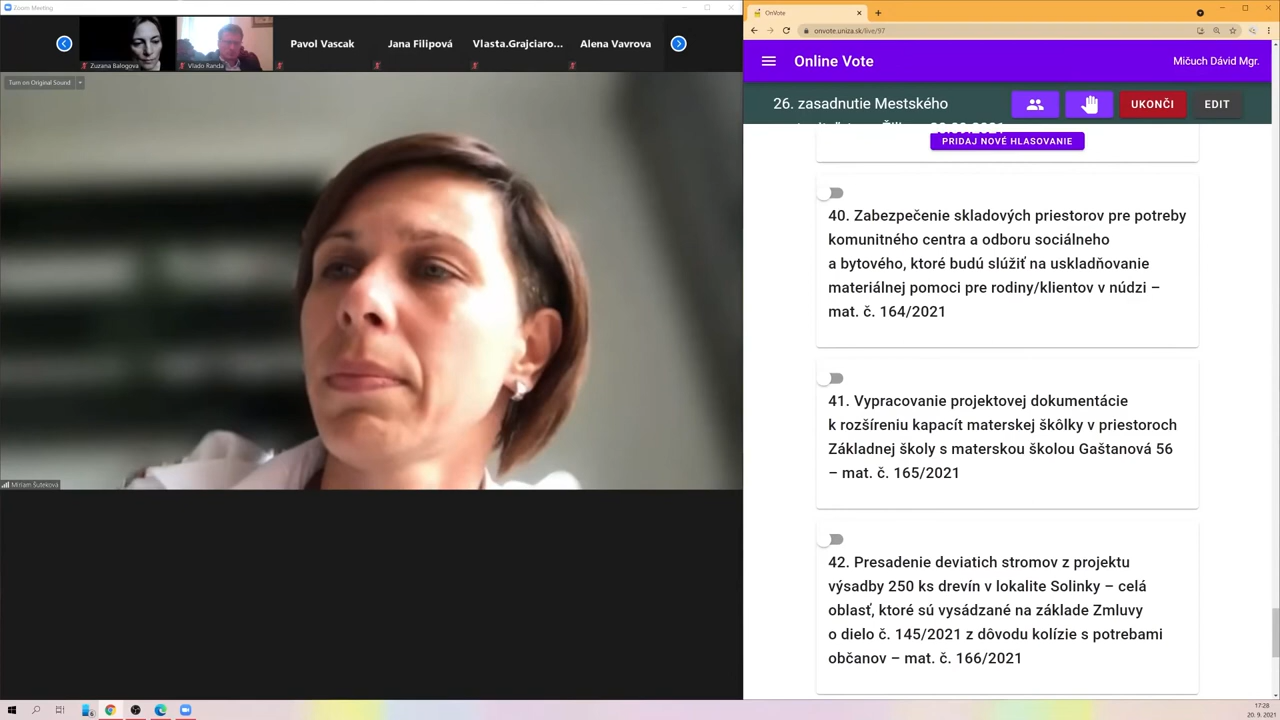 Zoom Meeting
Zuzana Balogova
Vlado Randa
Pavol Vascak
Jana Filipová
Vlasta.Grajciaro...
Alena Vavrova
Turn on Original Sound
Miriam Šuteková
OnVote
onvote.uniza.sk/live/97
Online Vote
Mičuch Dávid Mgr.
26. zasadnutie Mestského
UKONČI
EDIT
PRIDAJ NOVÉ HLASOVANIE
40. Zabezpečenie skladových priestorov pre potreby
komunitného centra a odboru sociálneho
a bytového, ktoré budú slúžiť na uskladňovanie
materiálnej pomoci pre rodiny/klientov v núdzi –
mat. č. 164/2021
41. Vypracovanie projektovej dokumentácie
k rozšíreniu kapacít materskej škôlky v priestoroch
Základnej školy s materskou školou Gaštanová 56
– mat. č. 165/2021
42. Presadenie deviatich stromov z projektu
výsadby 250 ks drevín v lokalite Solinky – celá
oblasť, ktoré sú vysádzané na základe Zmluvy
o dielo č. 145/2021 z dôvodu kolízie s potrebami
občanov – mat. č. 166/2021
17:28
20. 9. 2021